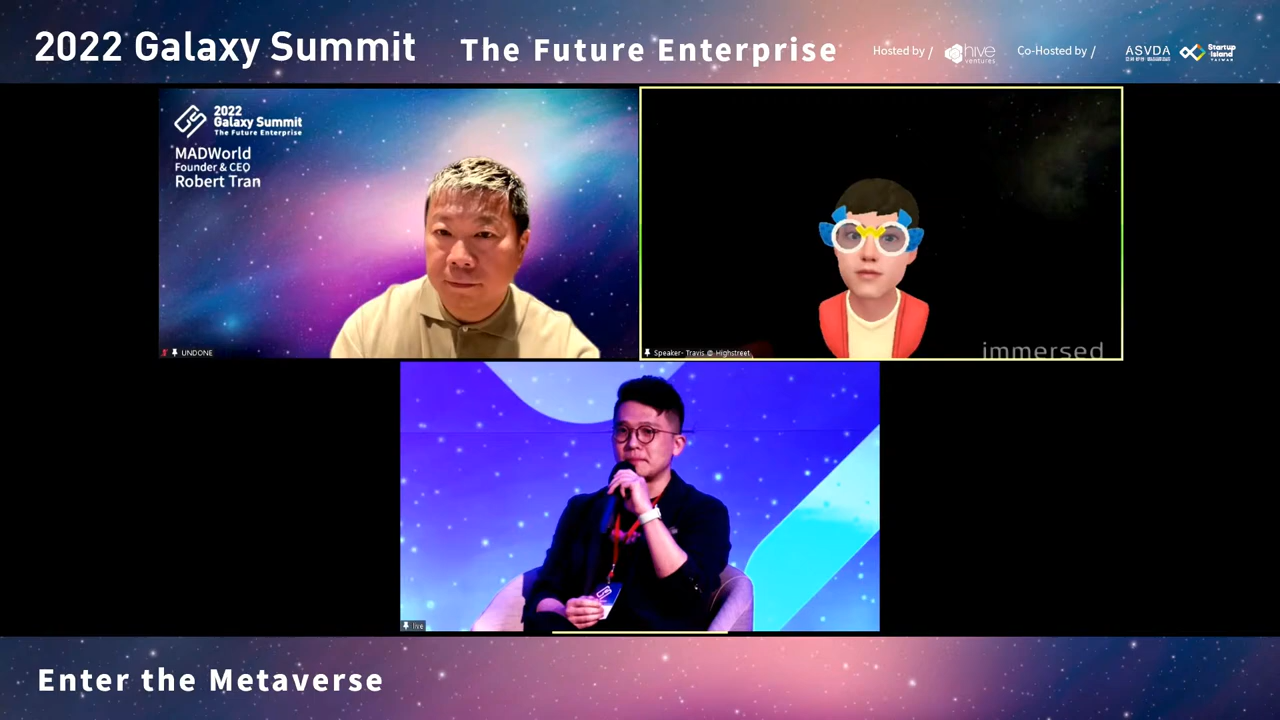 2022 Galaxy Summit
The Future Enterprise
Hosted by /
hive
ventures
Co-Hosted by /
ASVDA
Startup
Island
TAIWAN
2022
Galaxy Summit
The Future Enterprise
MADWorld
Founder & CEO
Robert Tran
UNDONE
Speaker- Travis @ Highstreet
immersed
live
Enter the Metaverse